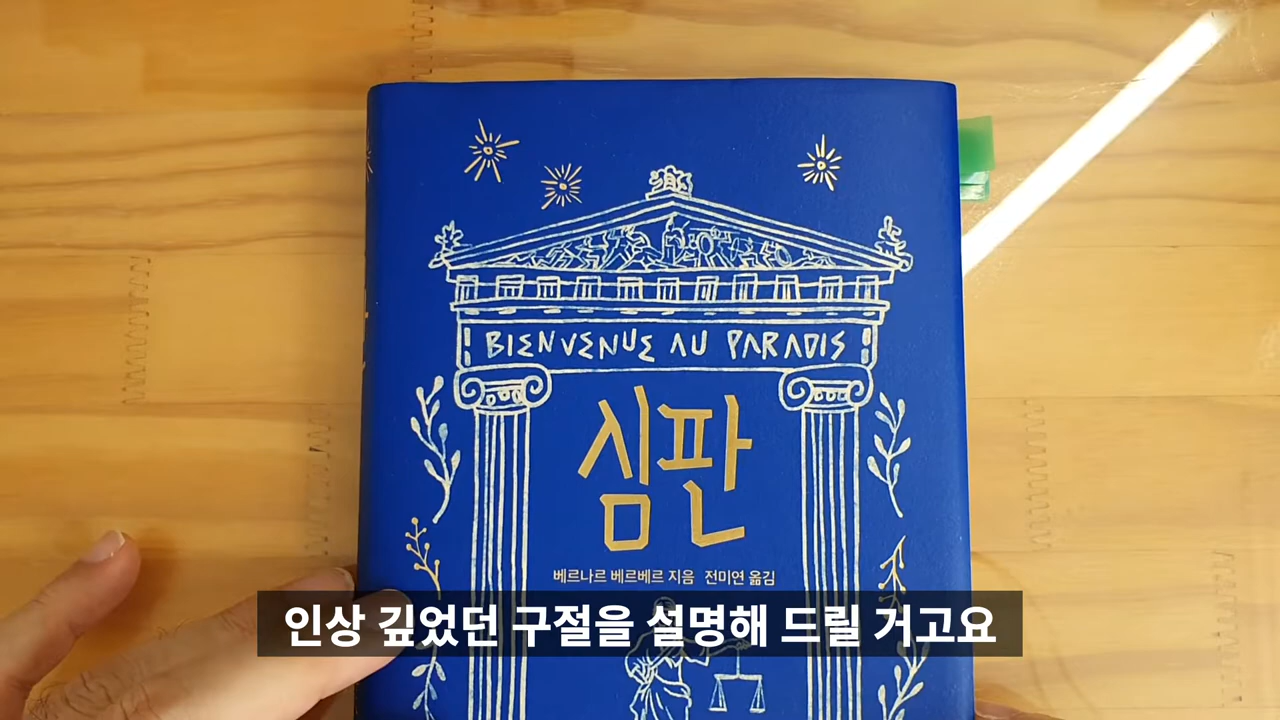 BIENVENUE AU PARADIS
심판
베르나르 베르베르 지음 전미연 옮김
인상 깊었던 구절을 설명해 드릴 거고요